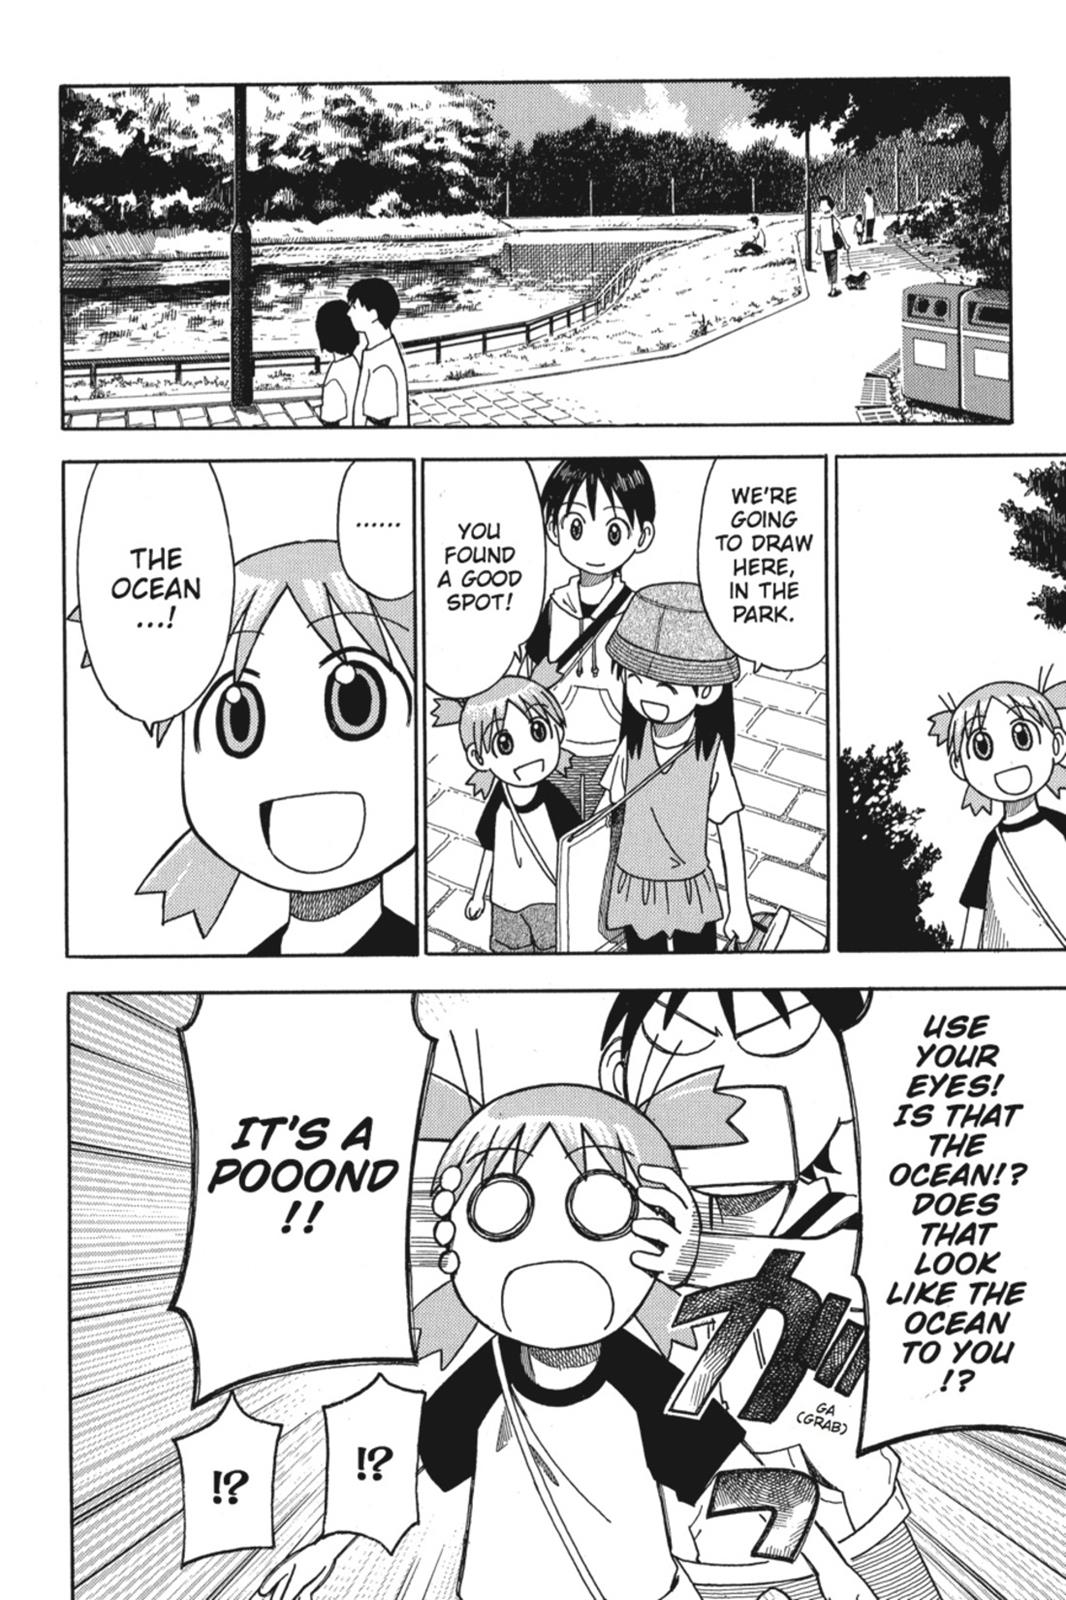 WE'RE
GOING
TO DRAW
HERE,
IN THE
PARK.
YOU
FOUND
A GOOD
SPOT!
......
THE
OCEAN
...!
USE
YOUR
EYES!
IS THAT
THE
OCEAN!?
DOES
THAT
LOOK
LIKE THE
OCEAN
TO YOU
!?
ガッ
GA
(GRAB)
IT'S A
POOOND
!!
!?
!?